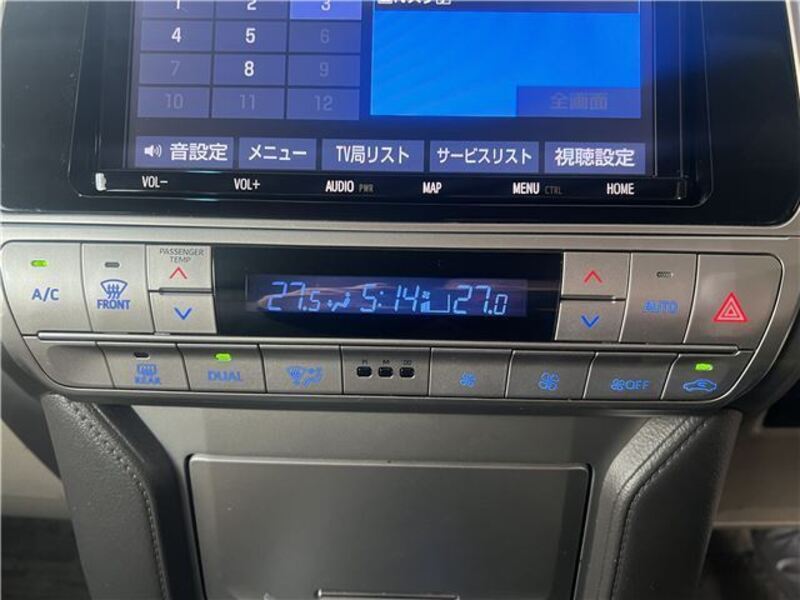 1 2 3
4 5 6
7 8 9
10 11 12
全画面
音設定 メニュー TV局リスト サービスリスト 視聴設定
VOL- VOL+ AUDIO PWR MAP MENU CTRL HOME
PASSENGER
TEMP
A/C FRONT 27.5 5:14 27.0 AUTO
REAR DUAL H M 00 OFF